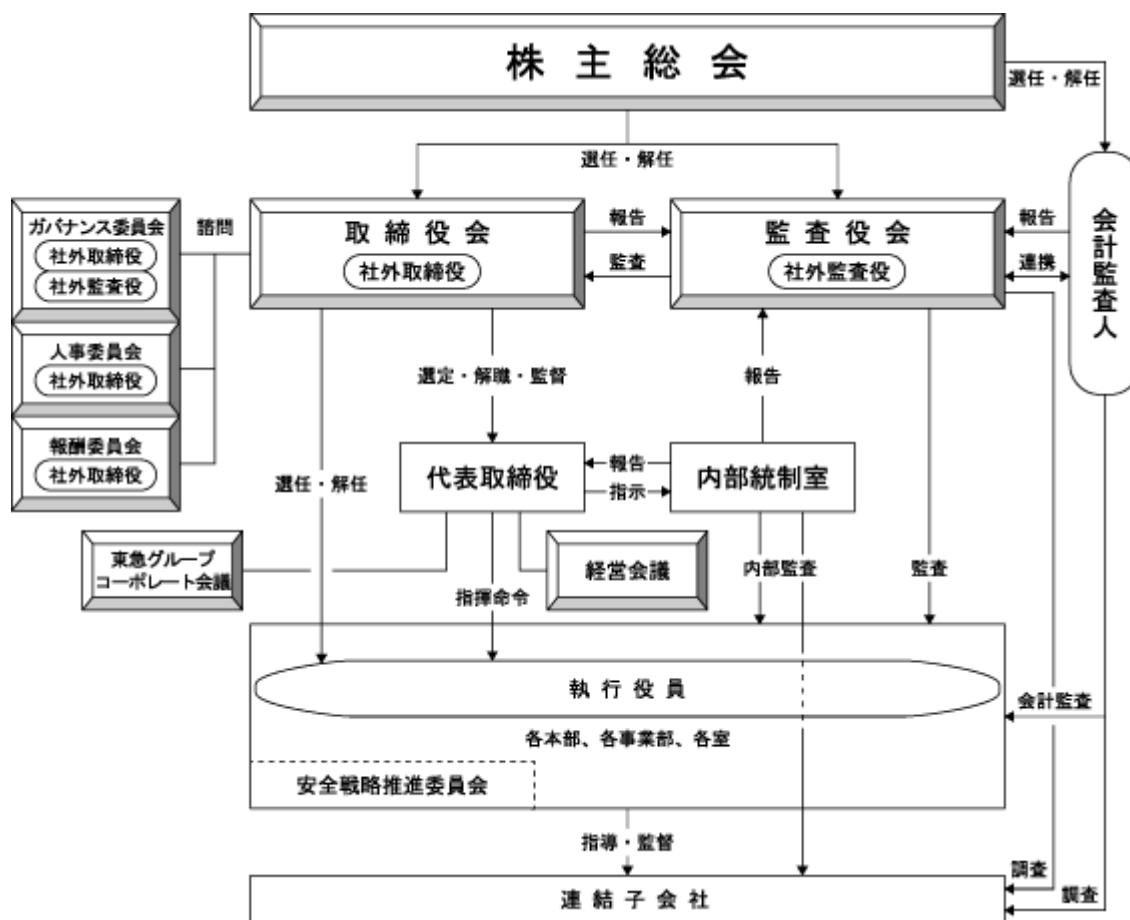 株主総会
選任・解任
選任・解任
ガバナンス委員会
社外取締役
社外監査役
諮問
取締役会
社外取締役
報告
監査
監査役会
社外監査役
報告
連携
会計監査人
人事委員会
社外取締役
選定・解職・監督
報告
報酬委員会
社外取締役
選任・解任
代表取締役
報告
指示
内部統制室
東急グループ
コーポレート会議
経営会議
内部監査
監査
指揮命令
執行役員
会計監査
各本部、各事業部、各室
安全戦略推進委員会
指導・監督
調査
調査
連結子会社